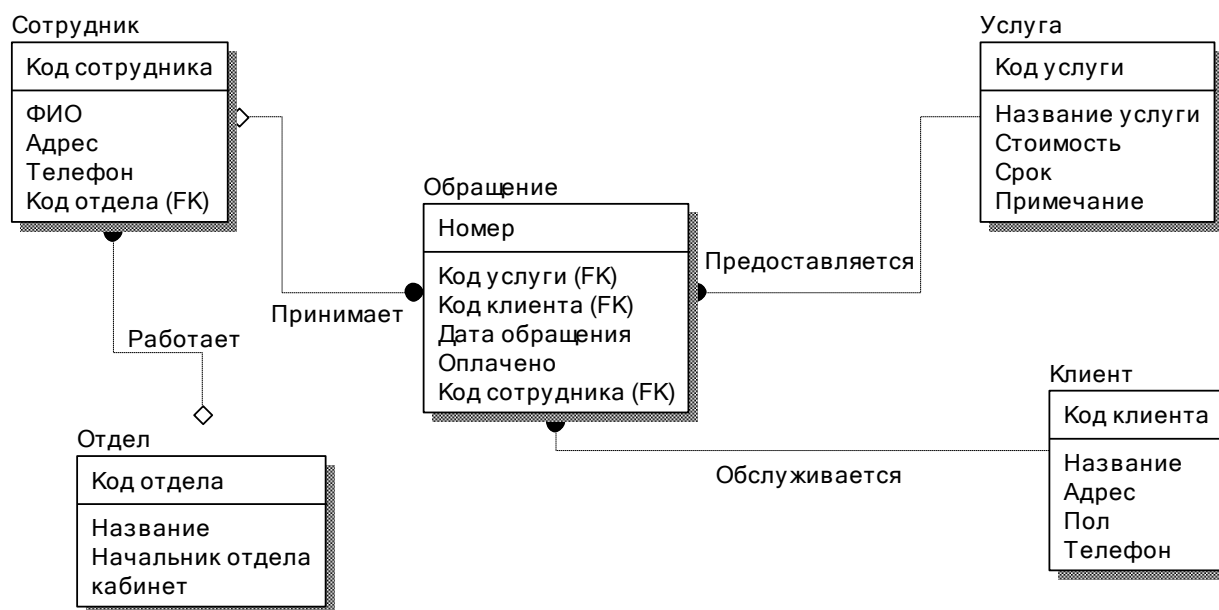 Сотрудник
Код сотрудника
ФИО
Адрес
Телефон
Код отдела (FK)
Услуга
Код услуги
Название услуги
Стоимость
Срок
Примечание
Обращение
Номер
Код услуги (FK)
Код клиента (FK)
Дата обращения
Оплачено
Код сотрудника (FK)
Принимает
Предоставляется
Работает
Обслуживается
Отдел
Код отдела
Название
Начальник отдела
кабинет
Клиент
Код клиента
Название
Адрес
Пол
Телефон